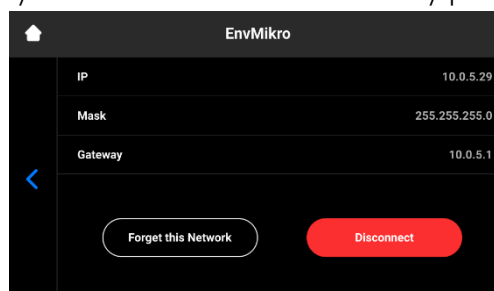 EnvMikro
IP 10.0.5.29
Mask 255.255.255.0
Gateway 10.0.5.1
Forget this Network Disconnect